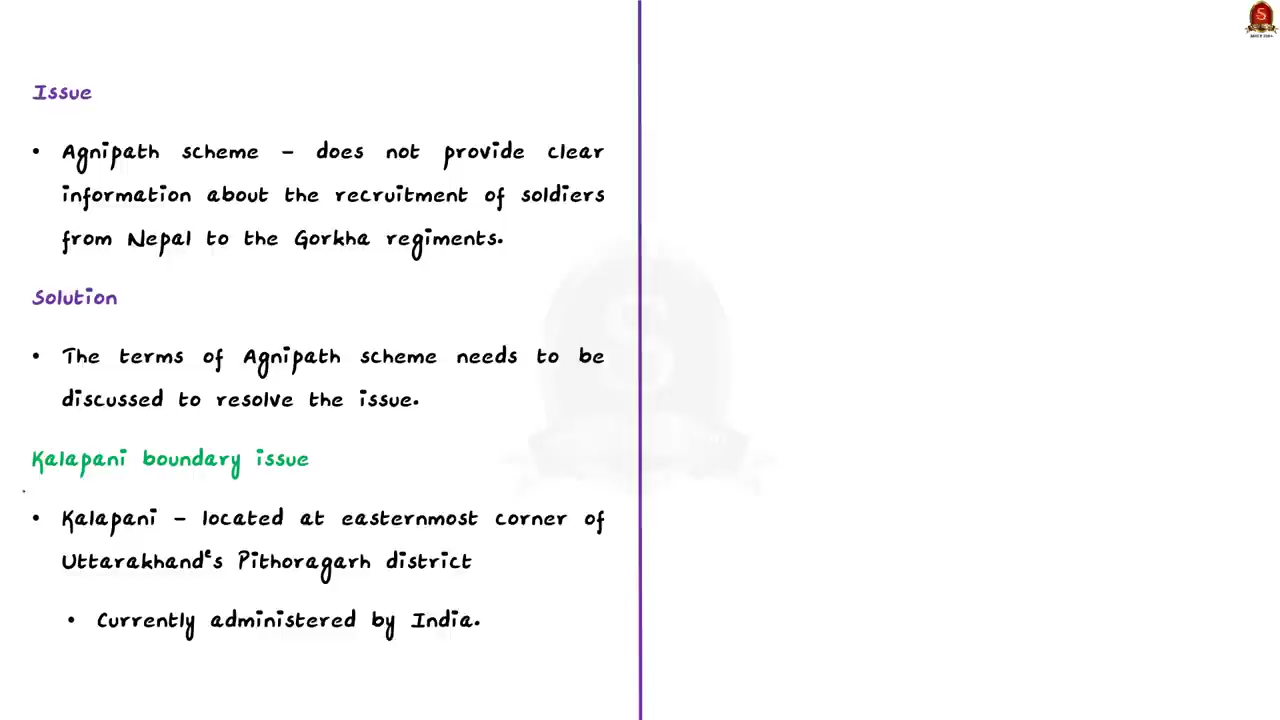 Issue
• Agnipath scheme – does not provide clear
information about the recruitment of soldiers
from Nepal to the Gorkha regiments.
Solution
• The terms of Agnipath scheme needs to be
discussed to resolve the issue.
Kalapani boundary issue
• Kalapani – located at easternmost corner of
Uttarakhand's Pithoragarh district
• Currently administered by India.